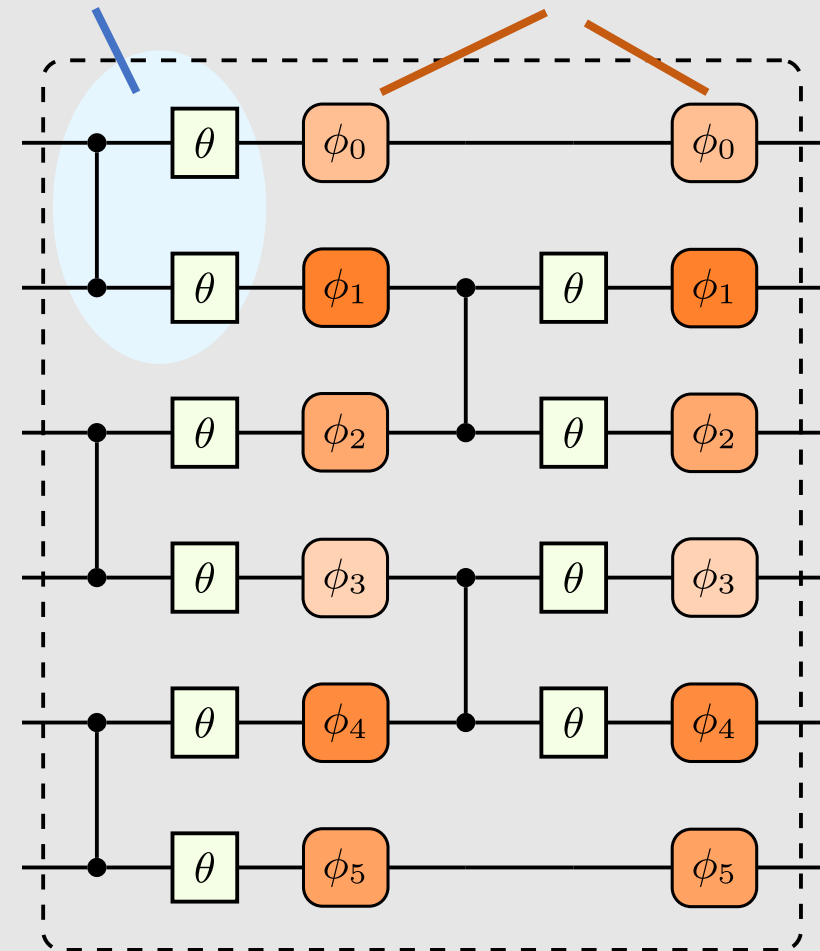 θ ϕ₀ ϕ₀
θ ϕ₁ θ ϕ₁
θ ϕ₂ θ ϕ₂
θ ϕ₃ θ ϕ₃
θ ϕ₄ θ ϕ₄
θ ϕ₅ ϕ₅